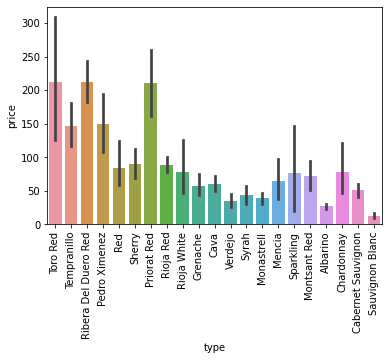 300
250
200
150
100
50
0
price
Toro Red
Tempranillo
Ribera Del Duero Red
Pedro Ximenez
Red
Sherry
Priorat Red
Rioja Red
Rioja White
Grenache
Cava
Verdejo
Syrah
Monastrell
Mencia
Sparkling
Montsant Red
Albarino
Chardonnay
Cabernet Sauvignon
Sauvignon Blanc
type